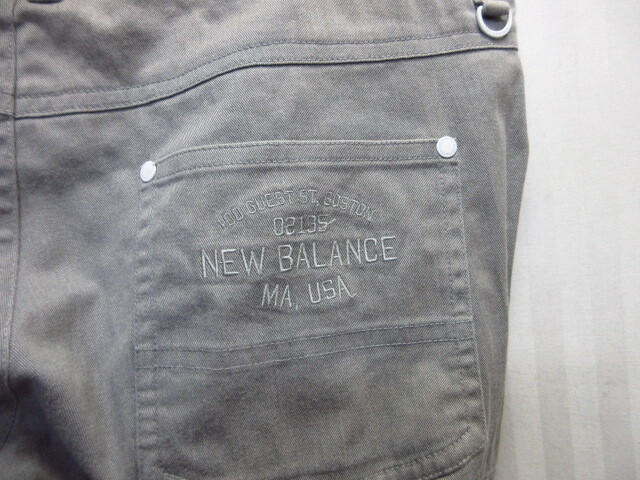 100 GUEST ST, BOSTON
02135
NEW BALANCE
MA, USA